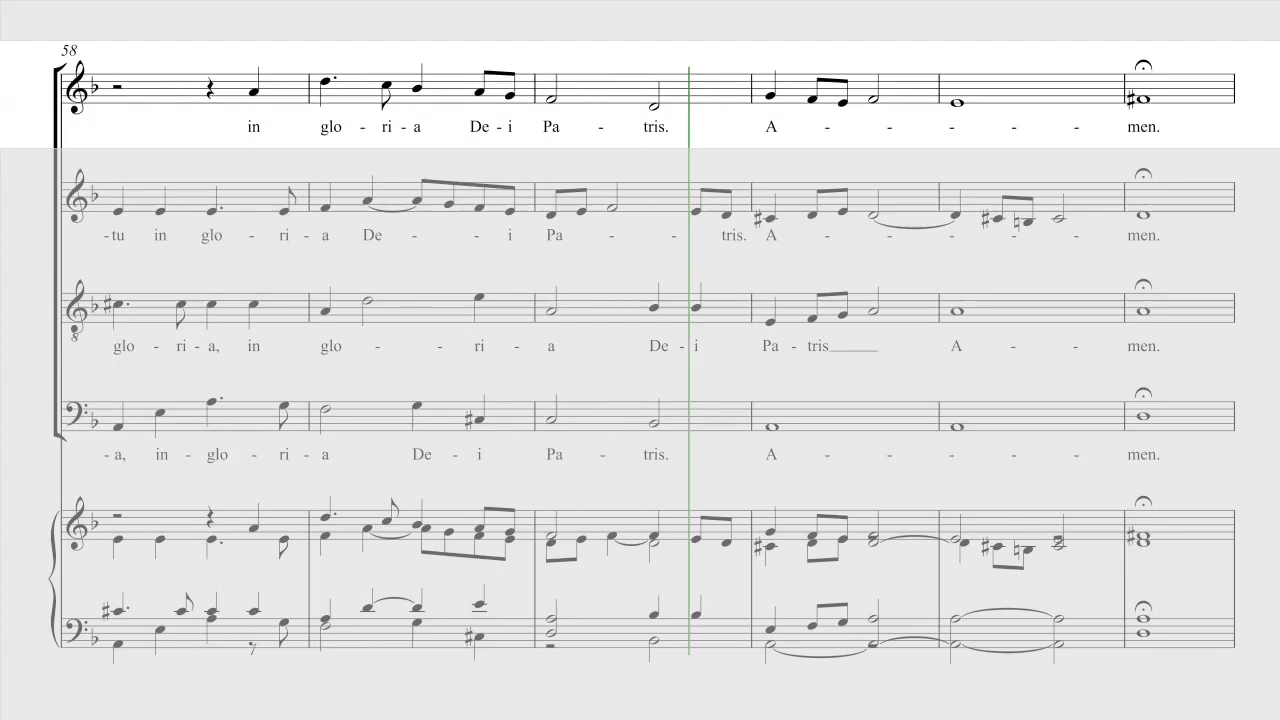 58
in glo - ri - a De - i Pa - tris. A - - - - - men.
-tu in glo - ri - a De - - i Pa - - tris. A - - - - - men.
glo - ri - a, in glo - - ri - a De - i Pa - tris____ A - - men.
- a, in - glo - ri - a De - i Pa - tris. A - - - - - men.